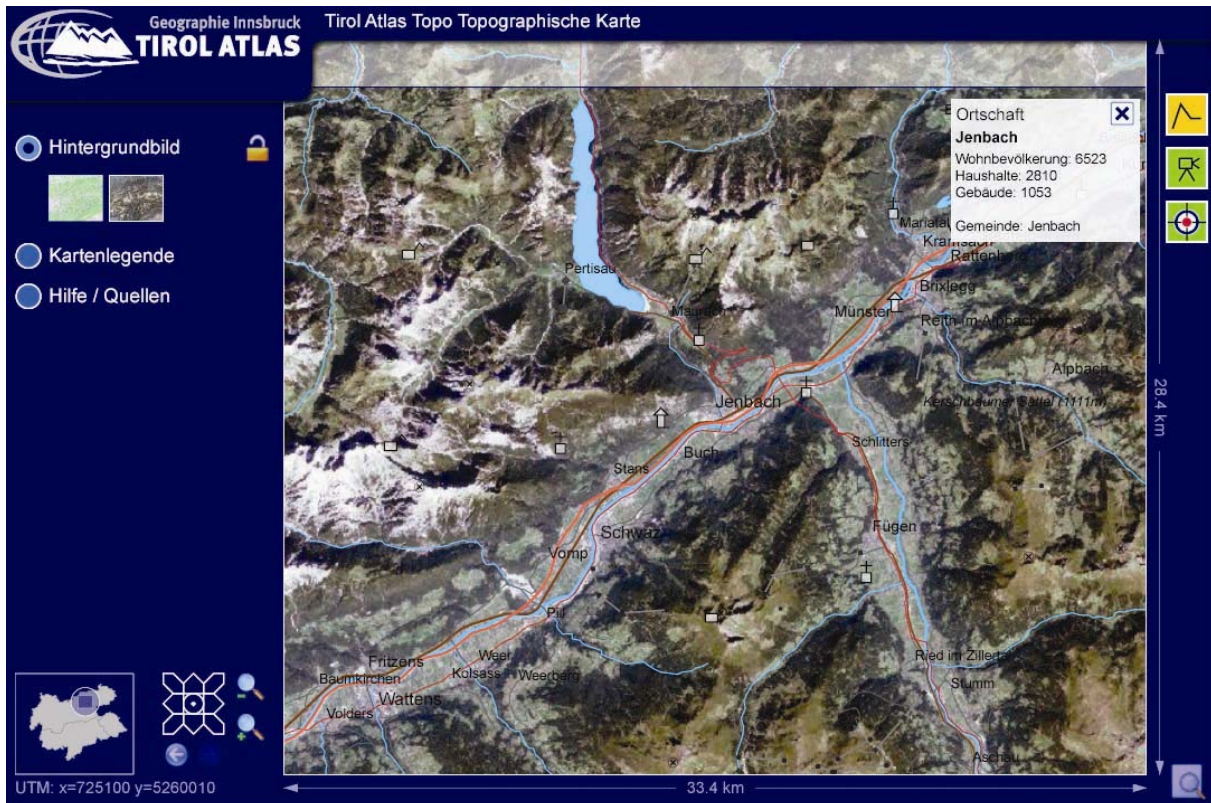 Geographie Innsbruck
TIROL ATLAS
Tirol Atlas Topo Topographische Karte
Hintergrundbild
Kartenlegende
Hilfe / Quellen
Ortschaft
Jenbach
Wohnbevölkerung: 6523
Haushalte: 2810
Gebäude: 1053
Gemeinde: Jenbach
Kramsach
Rattenberg
Pertisau
Brixlegg
Maurach
Münster
Reith im Alpbach
Alpbach
Jenbach
Kerschbaumer Sattel (1111m)
Schlitters
Buch
Stans
Schwaz
Fügen
Vomp
Pill
Fritzens
Weer
Ried im Zillertal
Baumkirchen
Kolsass
Weerberg
Stumm
Wattens
Volders
Aschau
28.4 km
33.4 km
UTM: x=725100 y=5260010